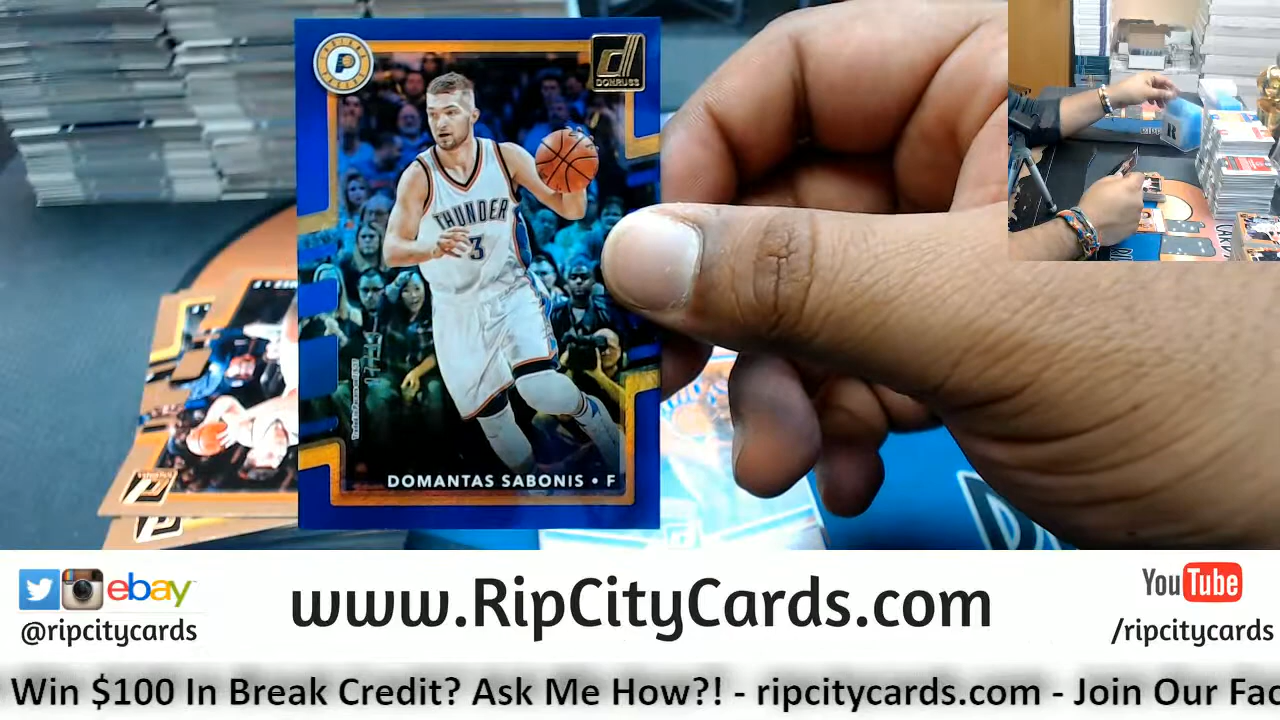 DONRUSS
THUNDER
3
DOMANTAS SABONIS • F
ebay
@ripcitycards
www.RipCityCards.com
YouTube
/ripcitycards
Win $100 In Break Credit? Ask Me How?! - ripcitycards.com - Join Our Fac